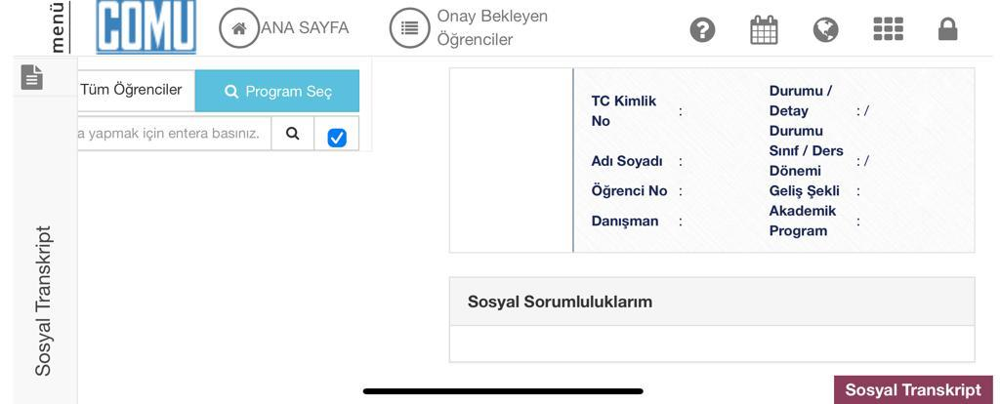 menü
COMU
ANA SAYFA
Onay Bekleyen
Öğrenciler
Tüm Öğrenciler
Program Seç
a yapmak için entera basınız.
Sosyal Transkript
TC Kimlik
No
:
Adı Soyadı :
Öğrenci No :
Danışman :
Durumu /
Detay
Durumu
: /
Sınıf / Ders
Dönemi
: /
Geliş Şekli :
Akademik
Program
:
Sosyal Sorumluluklarım
Sosyal Transkript